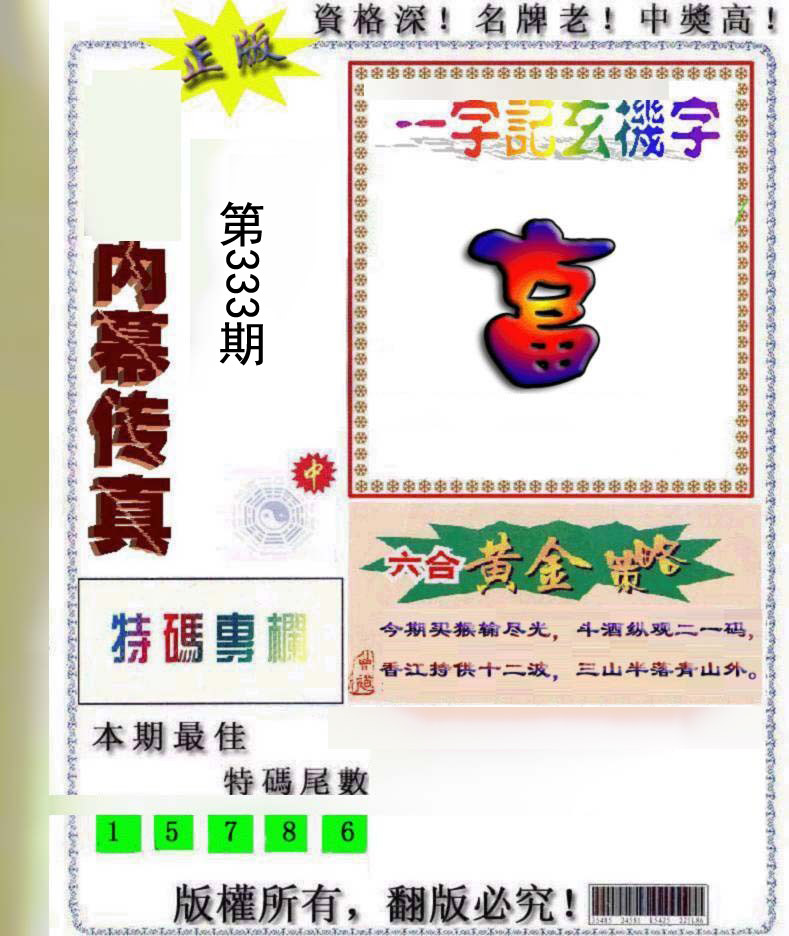 資格深！名牌老！中獎高！
正版
一字記玄機字
第333期
内幕传真
中
六合黄金策略
今期买猴输尽光，斗酒纵观二一码，
香江持供十二波，三山半落青山外。
特碼專欄
本期最佳
特碼尾數
1 5 7 8 6
版權所有，翻版必究！